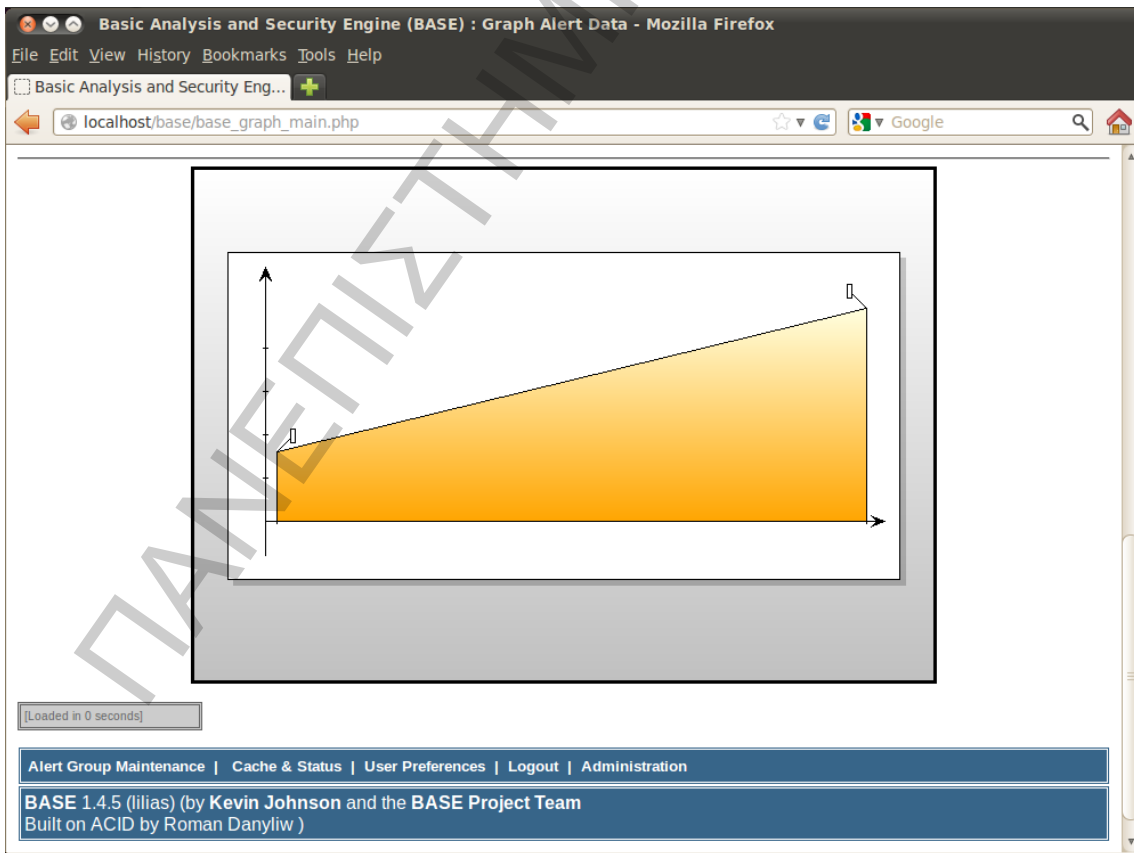 Basic Analysis and Security Engine (BASE) : Graph Alert Data - Mozilla Firefox
File Edit View History Bookmarks Tools Help
Basic Analysis and Security Eng...
localhost/base/base_graph_main.php
Google
ΠΑΝΕΠΙΣΤΗΜ
[Loaded in 0 seconds]
Alert Group Maintenance | Cache & Status | User Preferences | Logout | Administration
BASE 1.4.5 (lilias) (by Kevin Johnson and the BASE Project Team
Built on ACID by Roman Danyliw )